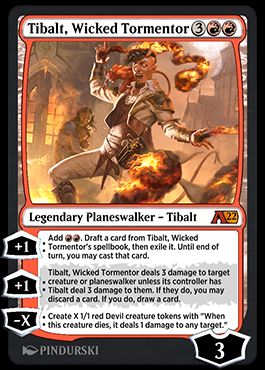 Tibalt, Wicked Tormentor 3
+1
Add. Draft a card from Tibalt, Wicked
Tormentor's spellbook, then exile it. Until end of
turn, you may cast that card.
Legendary Planeswalker – Tibalt A22
+1
Tibalt, Wicked Tormentor deals 3 damage to target
creature or planeswalker unless its controller has
Tibalt deal 3 damage to them. If they do, you may
discard a card. If you do, draw a card.
-X
Create X 1/1 red Devil creature tokens with "When
this creature dies, it deals 1 damage to any target."
PINDURSKI
3